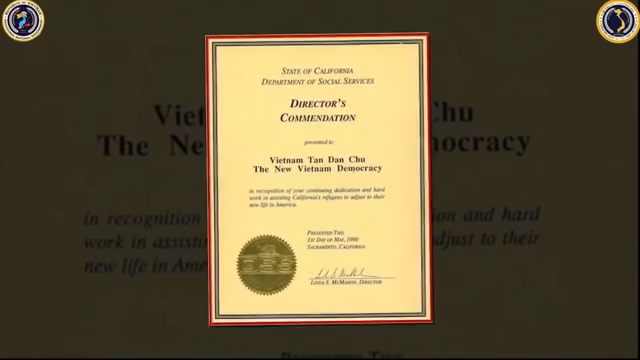 STATE OF CALIFORNIA
DEPARTMENT OF SOCIAL SERVICES
DIRECTOR'S
COMMENDATION
presented to
Vietnam Tan Dan Chu
The New Vietnam Democracy
in recognition of your continuing dedication and hard
work in assisting California's refugees to adjust to their
new life in America.
PRESENTED THIS
1ST DAY OF MAY, 1990
SACRAMENTO, CALIFORNIA
LINDA S. MCMAHON, DIRECTOR